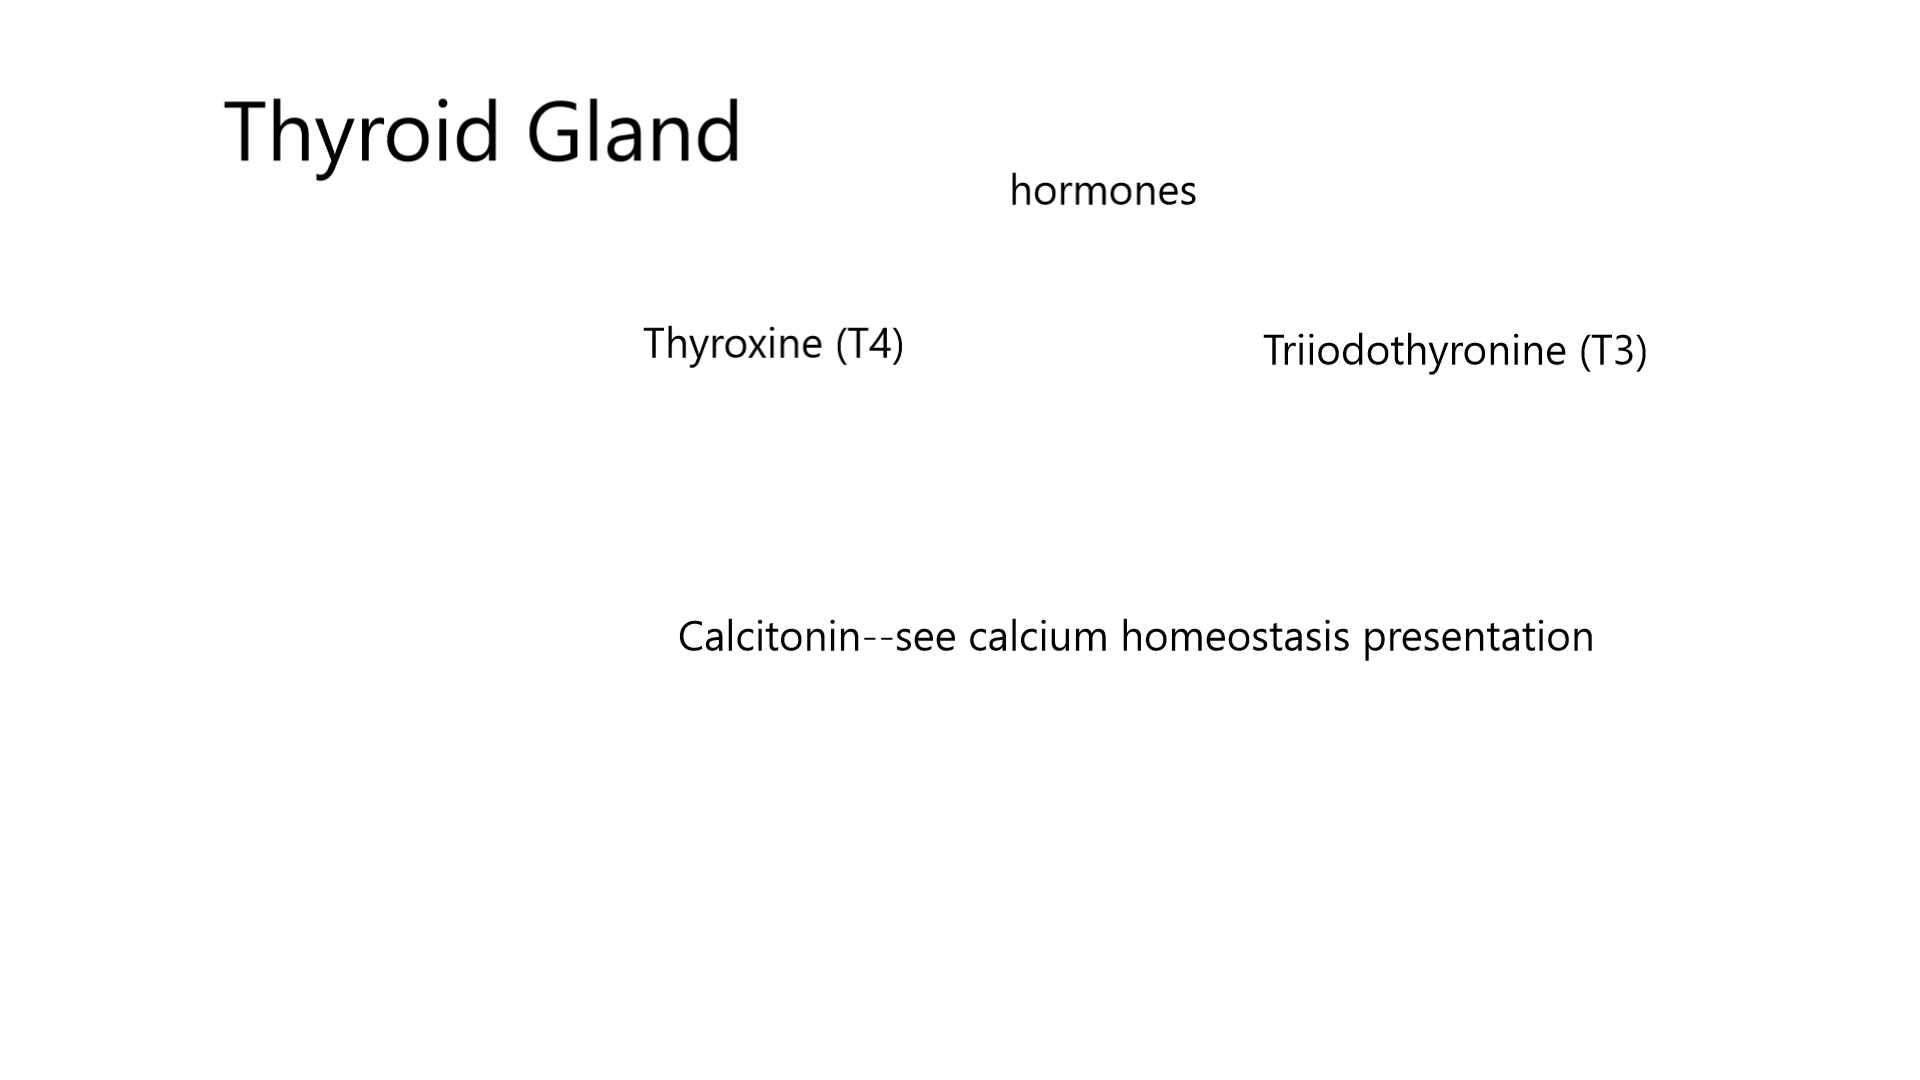 Thyroid Gland
hormones
Thyroxine (T4)
Triiodothyronine (T3)
Calcitonin--see calcium homeostasis presentation